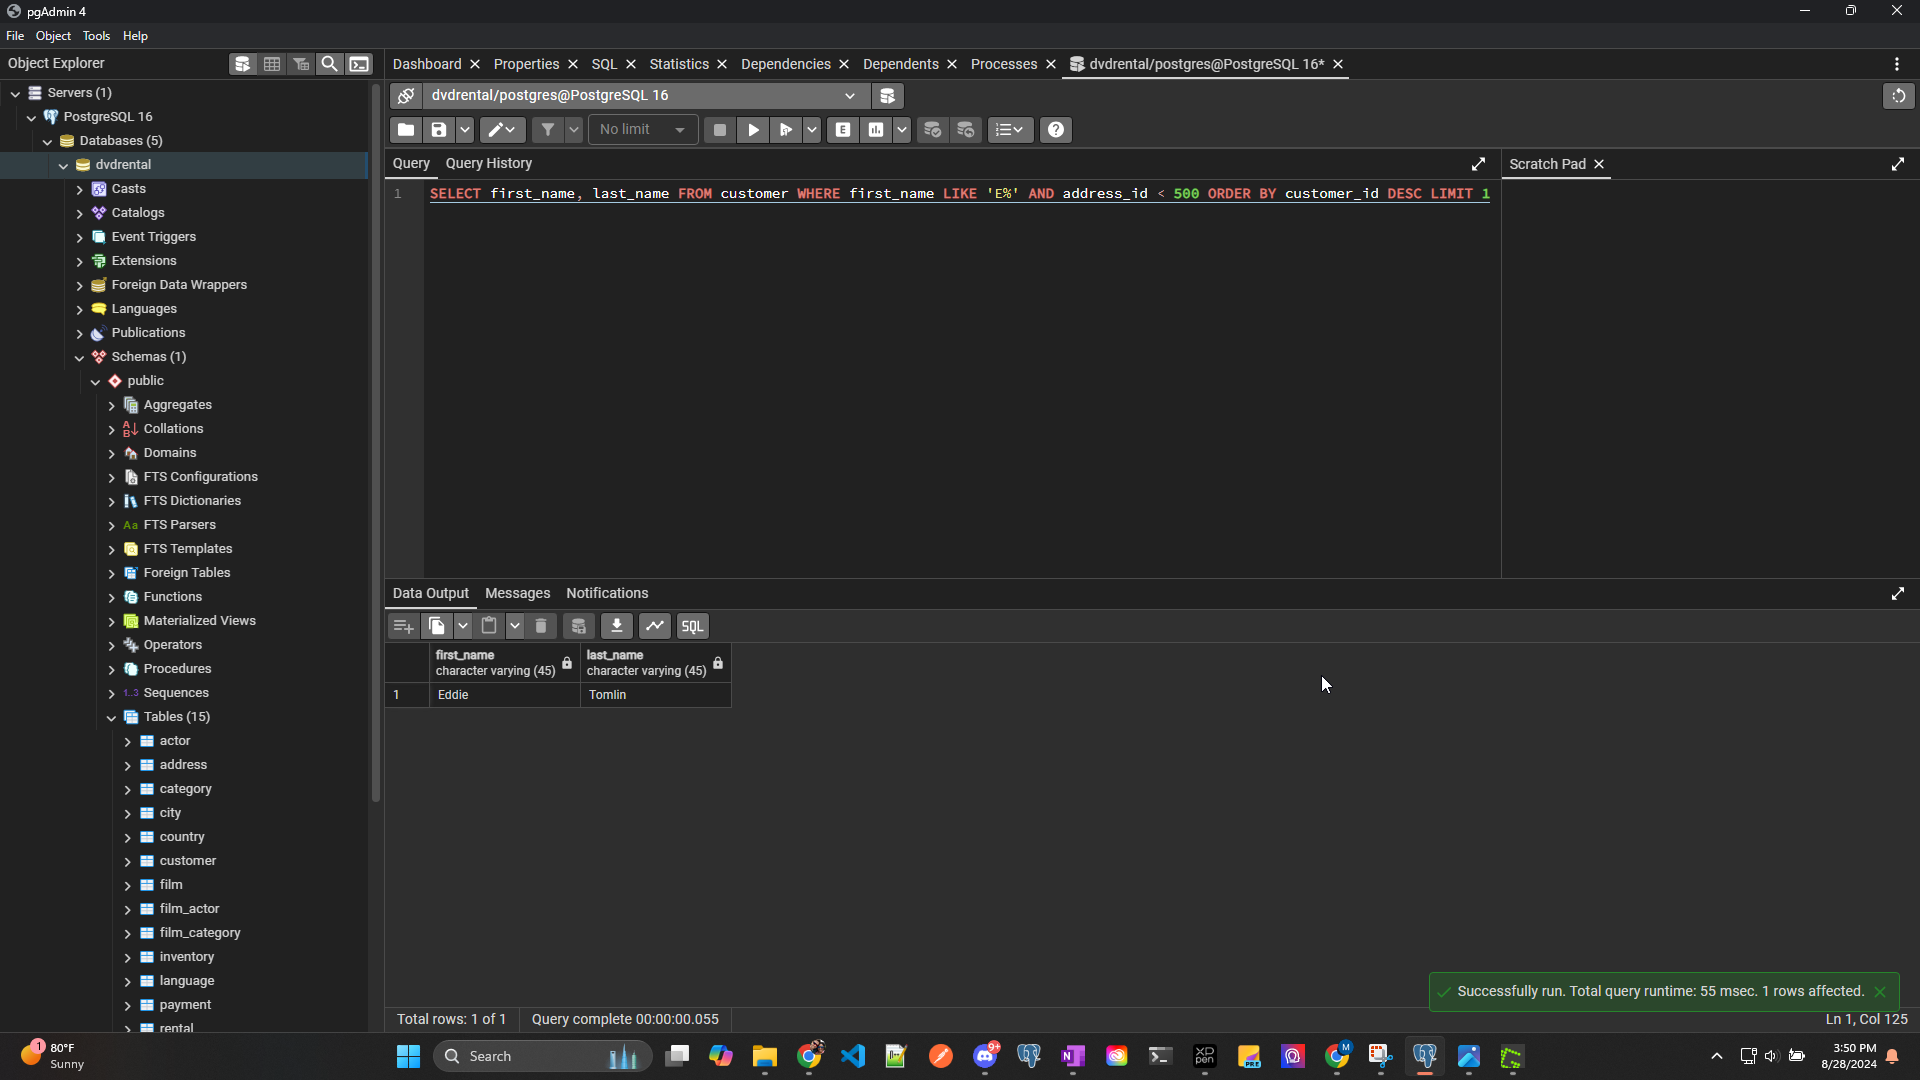 pgAdmin 4
File Object Tools Help
Object Explorer
Dashboard Properties SQL Statistics Dependencies Dependents Processes dvdrental/postgres@PostgreSQL 16*
Servers (1)
PostgreSQL 16
Databases (5)
dvdrental
Casts
Catalogs
Event Triggers
Extensions
Foreign Data Wrappers
Languages
Publications
Schemas (1)
public
Aggregates
Collations
Domains
FTS Configurations
FTS Dictionaries
FTS Parsers
FTS Templates
Foreign Tables
Functions
Materialized Views
Operators
Procedures
Sequences
Tables (15)
actor
address
category
city
country
customer
film
film_actor
film_category
inventory
language
payment
rental
dvdrental/postgres@PostgreSQL 16
No limit
Query Query History
Scratch Pad
1 SELECT first_name, last_name FROM customer WHERE first_name LIKE 'E%' AND address_id < 500 ORDER BY customer_id DESC LIMIT 1
Data Output Messages Notifications
SQL
first_name last_name
character varying (45) character varying (45)
1 Eddie Tomlin
Successfully run. Total query runtime: 55 msec. 1 rows affected.
Total rows: 1 of 1 Query complete 00:00:00.055 Ln 1, Col 125
1
80°F
Sunny
Search
9+
M
XP
pen
PRE
3:50 PM
8/28/2024